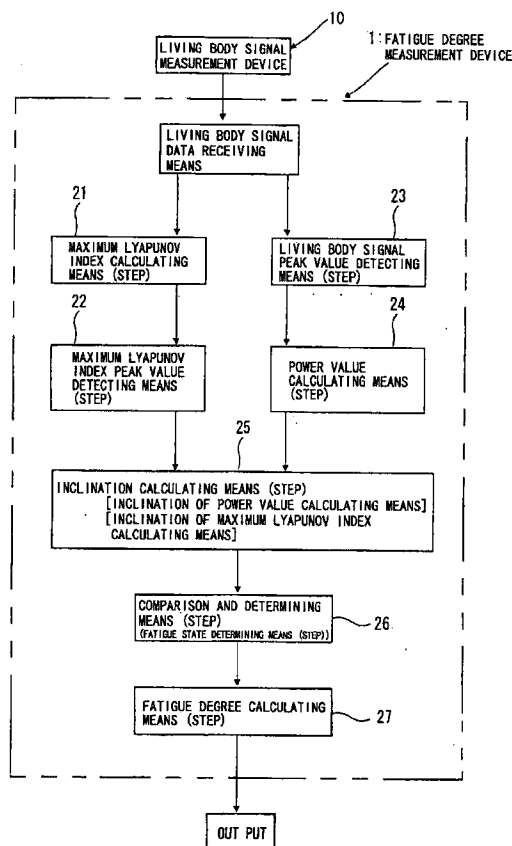 10
LIVING BODY SIGNAL
MEASUREMENT DEVICE
1:FATIGUE DEGREE
MEASUREMENT DEVICE
LIVING BODY SIGNAL
DATA RECEIVING
MEANS
21
MAXIMUM LYAPUNOV
INDEX CALCULATING
MEANS (STEP)
23
LIVING BODY SIGNAL
PEAK VALUE DETECTING
MEANS (STEP)
22
MAXIMUM LYAPUNOV
INDEX PEAK VALUE
DETECTING MEANS
(STEP)
24
POWER VALUE
CALCULATING MEANS
(STEP)
25
INCLINATION CALCULATING MEANS (STEP)
[INCLINATION OF POWER VALUE CALCULATING MEANS]
[INCLINATION OF MAXIMUM LYAPUNOV INDEX
CALCULATING MEANS]
COMPARISON AND DETERMINING
MEANS (STEP)
(FATIGUE STATE DETERMINING MEANS (STEP))
26
FATIGUE DEGREE CALCULATING
MEANS (STEP)
27
OUT PUT